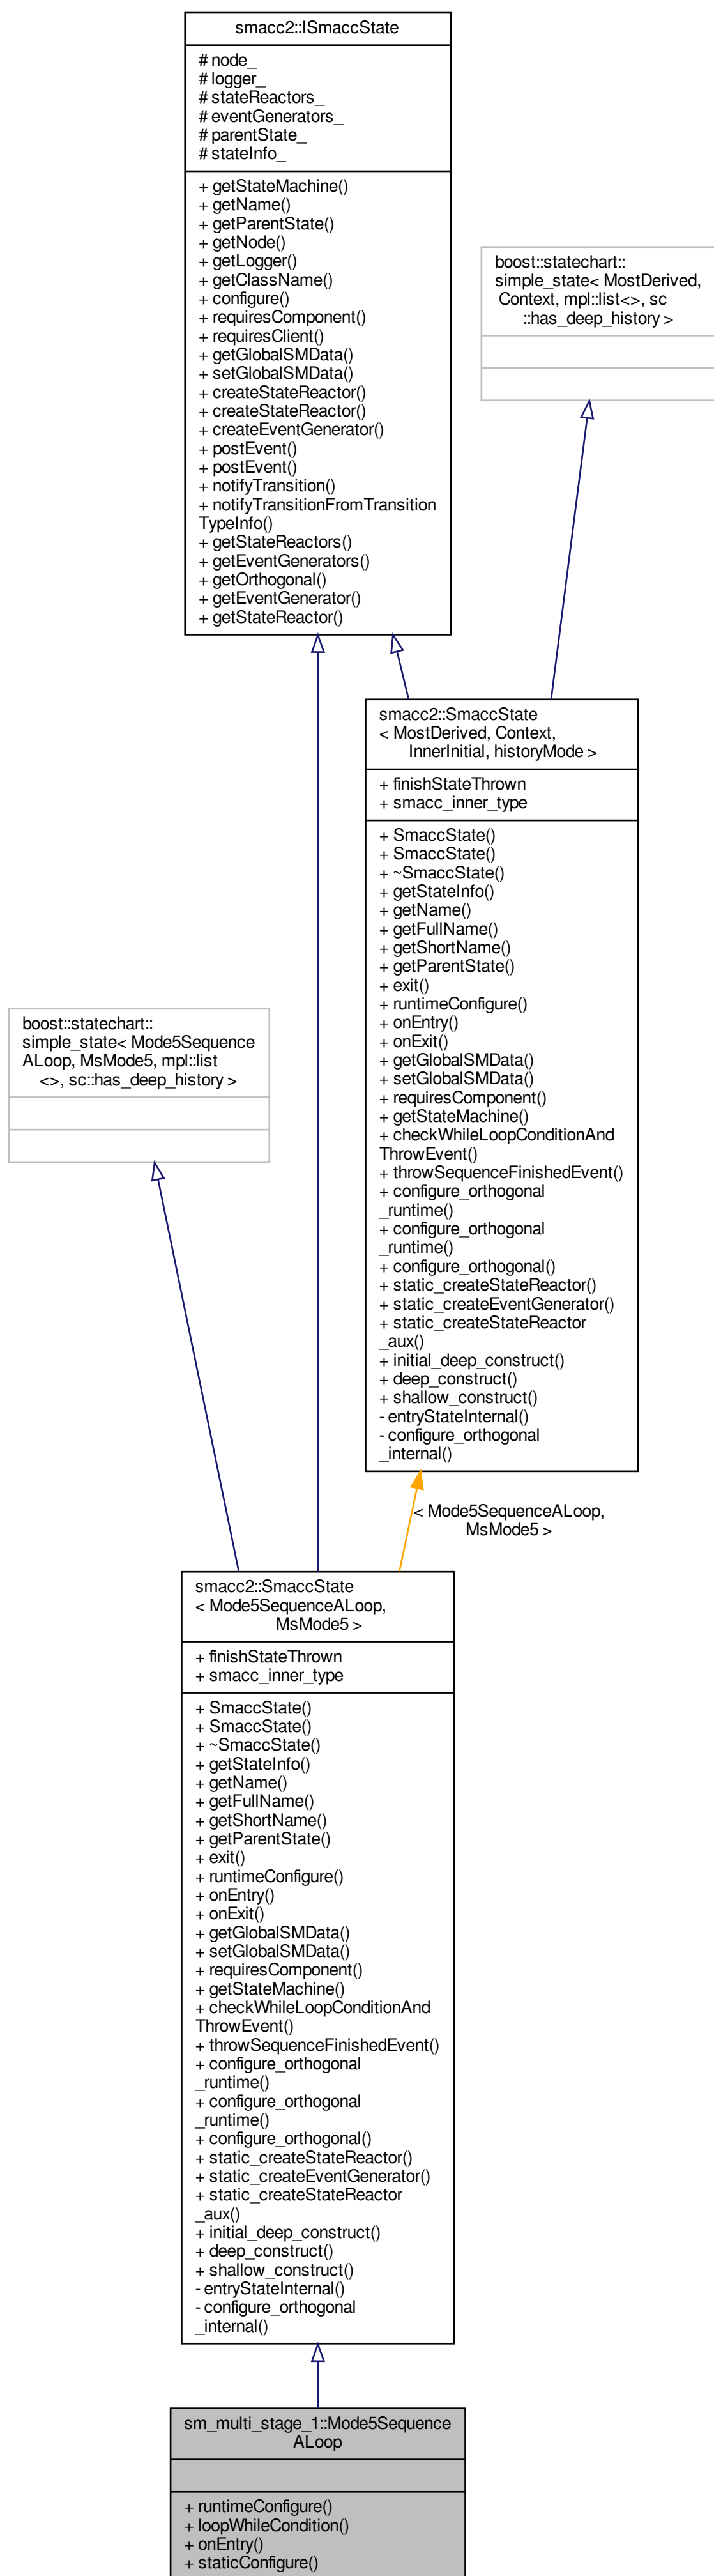 smacc2::ISmaccState
# node_
# logger_
# stateReactors_
# eventGenerators_
# parentState_
# stateInfo_
+ getStateMachine()
+ getName()
+ getParentState()
+ getNode()
+ getLogger()
+ getClassName()
+ configure()
+ requiresComponent()
+ requiresClient()
+ getGlobalSMData()
+ setGlobalSMData()
+ createStateReactor()
+ createStateReactor()
+ createEventGenerator()
+ postEvent()
+ postEvent()
+ notifyTransition()
+ notifyTransitionFromTransition
TypeInfo()
+ getStateReactors()
+ getEventGenerators()
+ getOrthogonal()
+ getEventGenerator()
+ getStateReactor()
boost::statechart::
simple_state< MostDerived,
Context, mpl::list<>, sc
::has_deep_history >
smacc2::SmaccState
< MostDerived, Context,
InnerInitial, historyMode >
+ finishStateThrown
+ smacc_inner_type
+ SmaccState()
+ SmaccState()
+ ~SmaccState()
+ getStateInfo()
+ getName()
+ getFullName()
+ getShortName()
+ getParentState()
+ exit()
+ runtimeConfigure()
+ onEntry()
+ onExit()
+ getGlobalSMData()
+ setGlobalSMData()
+ requiresComponent()
+ getStateMachine()
+ checkWhileLoopConditionAnd
ThrowEvent()
+ throwSequenceFinishedEvent()
+ configure_orthogonal
_runtime()
+ configure_orthogonal
_runtime()
+ configure_orthogonal()
+ static_createStateReactor()
+ static_createEventGenerator()
+ static_createStateReactor
_aux()
+ initial_deep_construct()
+ deep_construct()
+ shallow_construct()
- entryStateInternal()
- configure_orthogonal
_internal()
boost::statechart::
simple_state< Mode5Sequence
ALoop, MsMode5, mpl::list
<>, sc::has_deep_history >
< Mode5SequenceALoop,
MsMode5 >
smacc2::SmaccState
< Mode5SequenceALoop,
MsMode5 >
+ finishStateThrown
+ smacc_inner_type
+ SmaccState()
+ SmaccState()
+ ~SmaccState()
+ getStateInfo()
+ getName()
+ getFullName()
+ getShortName()
+ getParentState()
+ exit()
+ runtimeConfigure()
+ onEntry()
+ onExit()
+ getGlobalSMData()
+ setGlobalSMData()
+ requiresComponent()
+ getStateMachine()
+ checkWhileLoopConditionAnd
ThrowEvent()
+ throwSequenceFinishedEvent()
+ configure_orthogonal
_runtime()
+ configure_orthogonal
_runtime()
+ configure_orthogonal()
+ static_createStateReactor()
+ static_createEventGenerator()
+ static_createStateReactor
_aux()
+ initial_deep_construct()
+ deep_construct()
+ shallow_construct()
- entryStateInternal()
- configure_orthogonal
_internal()
sm_multi_stage_1::Mode5Sequence
ALoop
+ runtimeConfigure()
+ loopWhileCondition()
+ onEntry()
+ staticConfigure()